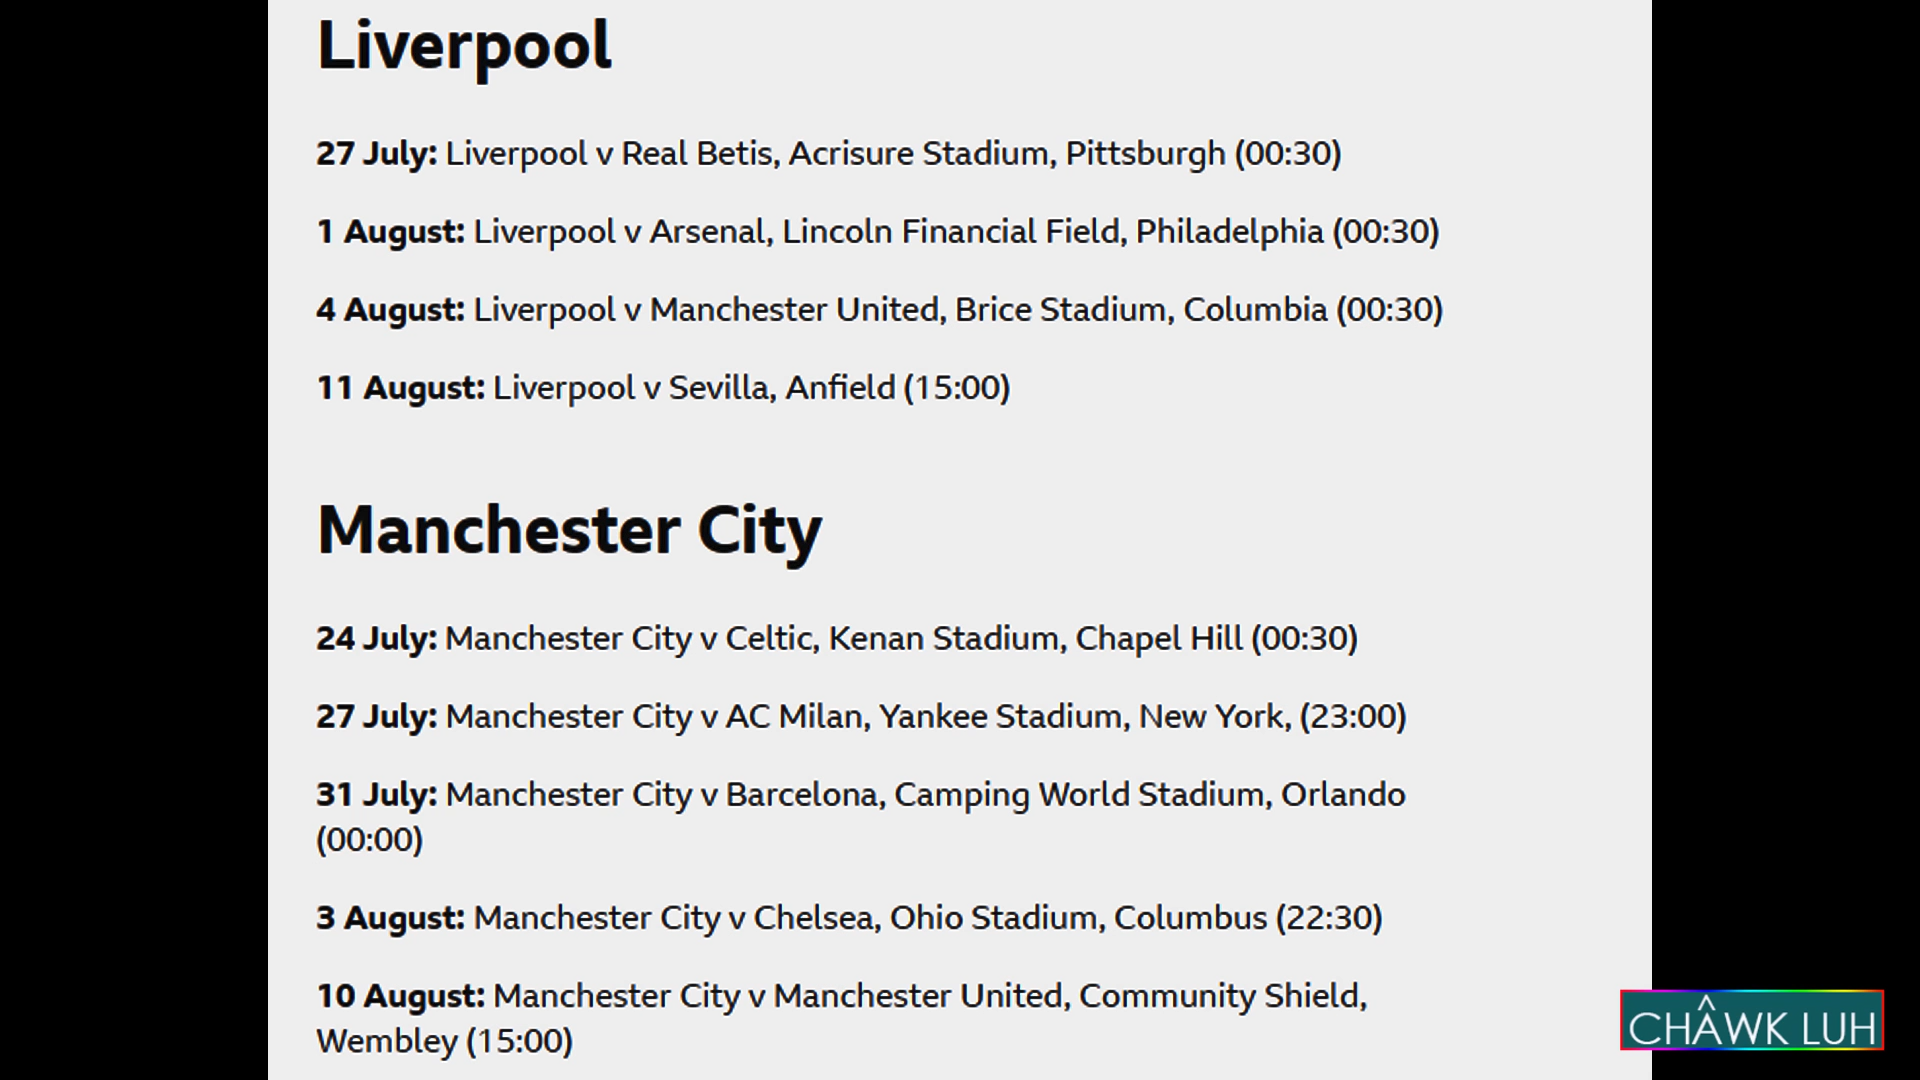 Liverpool
27 July: Liverpool v Real Betis, Acrisure Stadium, Pittsburgh (00:30)
1 August: Liverpool v Arsenal, Lincoln Financial Field, Philadelphia (00:30)
4 August: Liverpool v Manchester United, Brice Stadium, Columbia (00:30)
11 August: Liverpool v Sevilla, Anfield (15:00)
Manchester City
24 July: Manchester City v Celtic, Kenan Stadium, Chapel Hill (00:30)
27 July: Manchester City v AC Milan, Yankee Stadium, New York, (23:00)
31 July: Manchester City v Barcelona, Camping World Stadium, Orlando
(00:00)
3 August: Manchester City v Chelsea, Ohio Stadium, Columbus (22:30)
10 August: Manchester City v Manchester United, Community Shield,
Wembley (15:00)
CHÂWK LUH